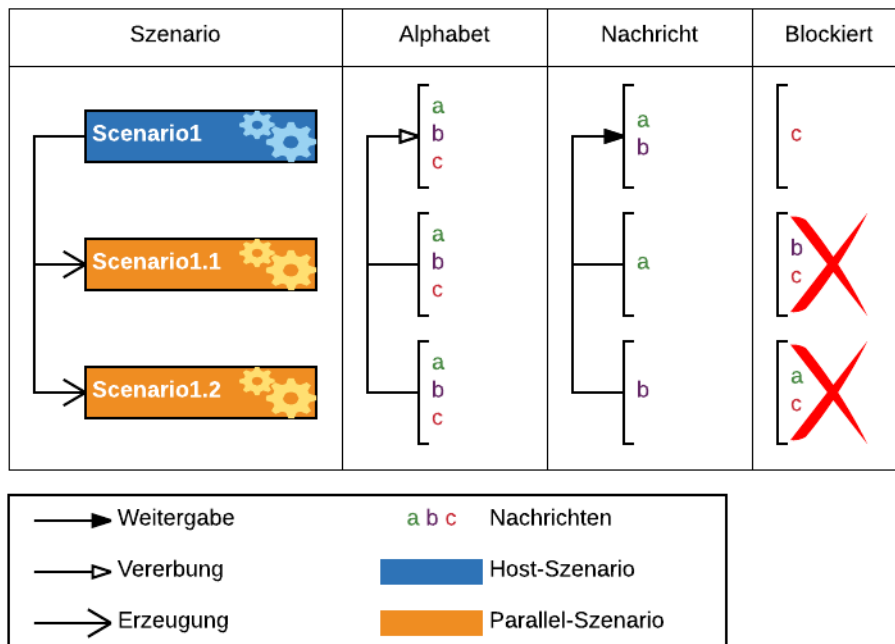 Szenario Alphabet Nachricht Blockiert
Scenario1
a
b
c
a
b
c
Scenario1.1
a
b
c
a
b
c
Scenario1.2
a
b
c
b
a
c
Weitergabe a b c Nachrichten
Vererbung Host-Szenario
Erzeugung Parallel-Szenario